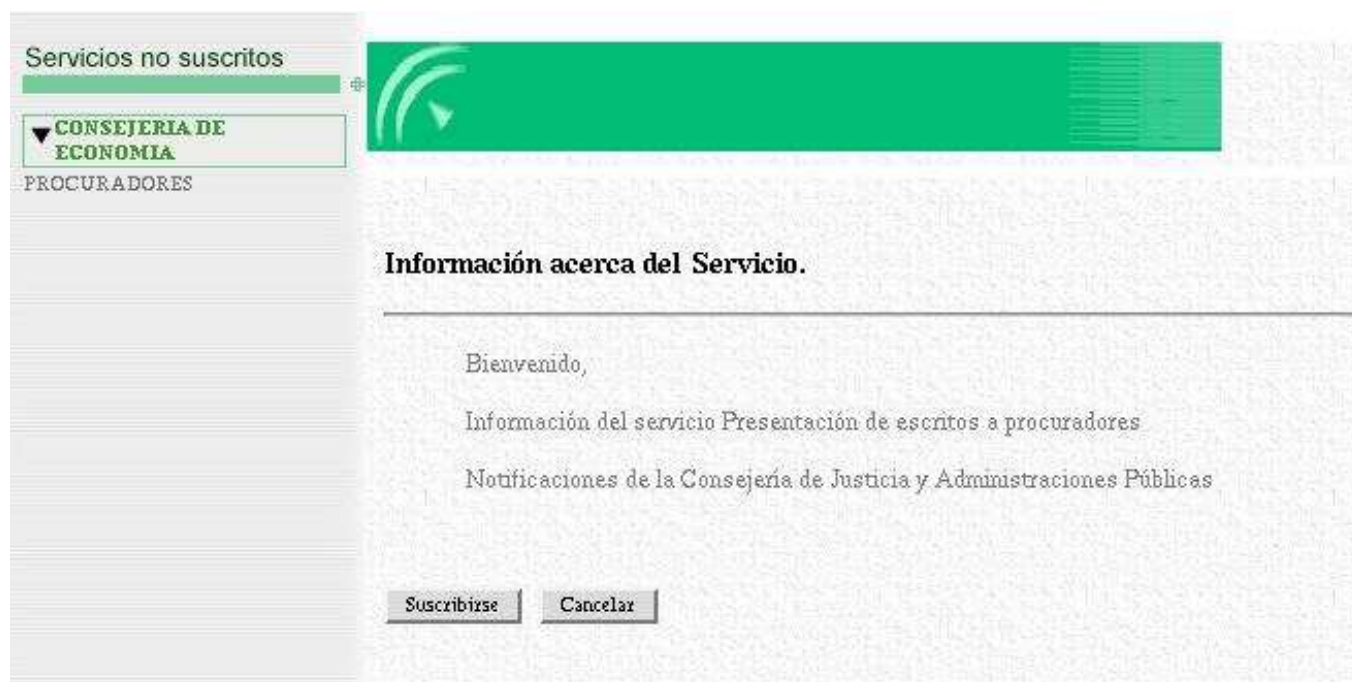 Servicios no suscritos
CONSEJERIA DE
ECONOMIA
PROCURADORES
Información acerca del Servicio.
Bienvenido,
Información del servicio Presentación de escritos a procuradores
Notificaciones de la Consejería de Justicia y Administraciones Públicas
Suscribirse
Cancelar